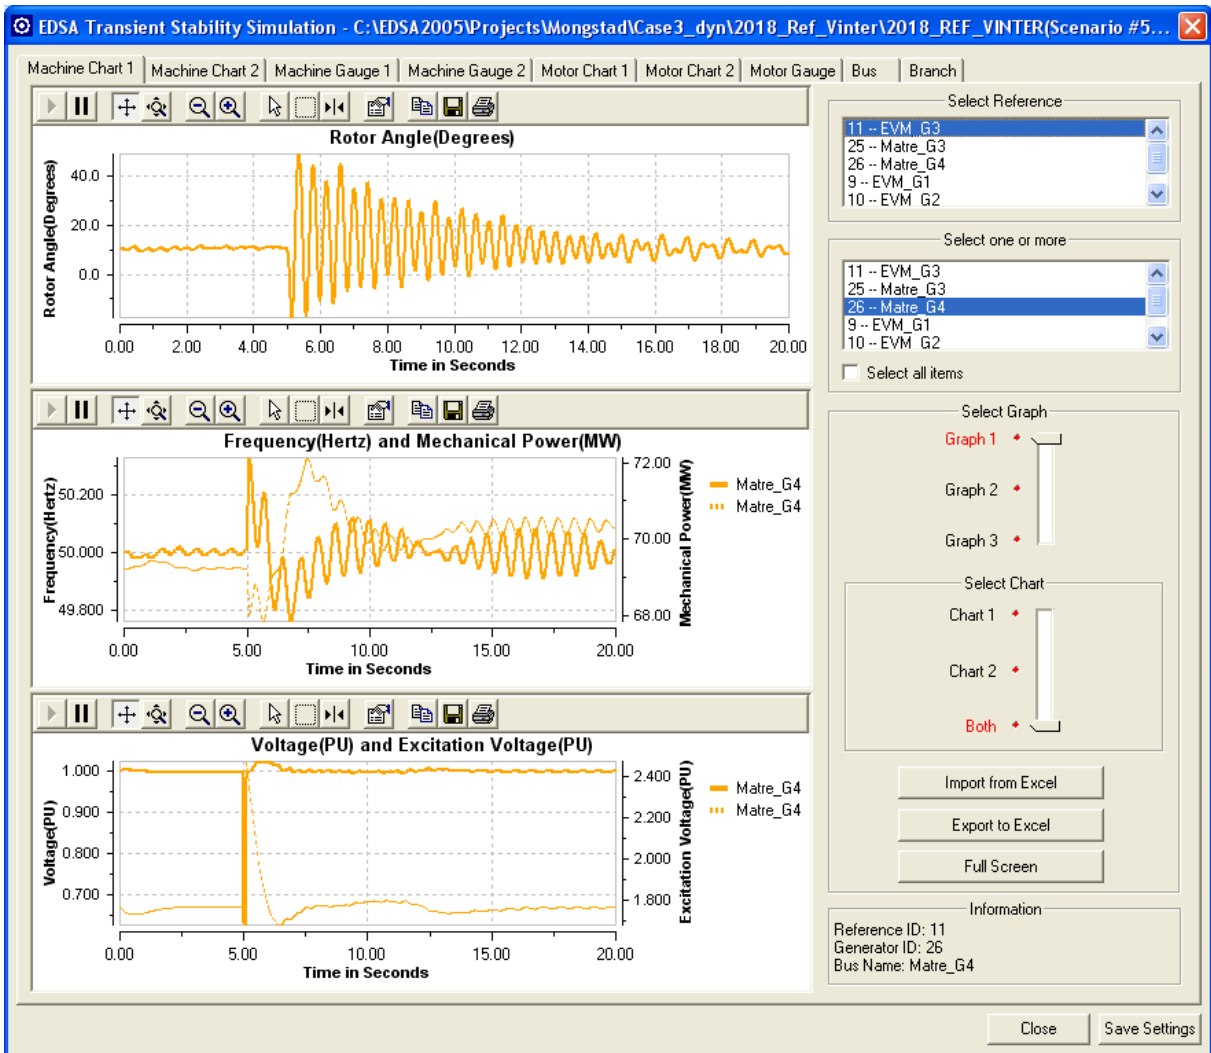 EDSA Transient Stability Simulation - C:\EDSA2005\Projects\Mongstad\Case3_dyn\2018_Ref_Vinter\2018_REF_VINTER(Scenario #5...
Machine Chart 1 Machine Chart 2 Machine Gauge 1 Machine Gauge 2 Motor Chart 1 Motor Chart 2 Motor Gauge Bus Branch
Rotor Angle(Degrees)
Rotor Angle(Degrees)
40.0
20.0
0.0
0.00 2.00 4.00 6.00 8.00 10.00 12.00 14.00 16.00 18.00 20.00
Time in Seconds
Frequency(Hertz) and Mechanical Power(MW)
Frequency(Hertz)
50.200
50.000
49.800
72.00
70.00
68.00
Mechanical Power(MW)
Matre_G4
Matre_G4
0.00 5.00 10.00 15.00 20.00
Time in Seconds
Voltage(PU) and Excitation Voltage(PU)
Voltage(PU)
1.000
0.900
0.800
0.700
2.400
2.200
2.000
1.800
Excitation Voltage(PU)
Matre_G4
Matre_G4
0.00 5.00 10.00 15.00 20.00
Time in Seconds
Select Reference
11 -- EVM_G3
25 -- Matre_G3
26 -- Matre_G4
9 -- EVM_G1
10 -- EVM_G2
Select one or more
11 -- EVM_G3
25 -- Matre_G3
26 -- Matre_G4
9 -- EVM_G1
10 -- EVM_G2
Select all items
Select Graph
Graph 1
Graph 2
Graph 3
Select Chart
Chart 1
Chart 2
Both
Import from Excel
Export to Excel
Full Screen
Information
Reference ID: 11
Generator ID: 26
Bus Name: Matre_G4
Close Save Settings